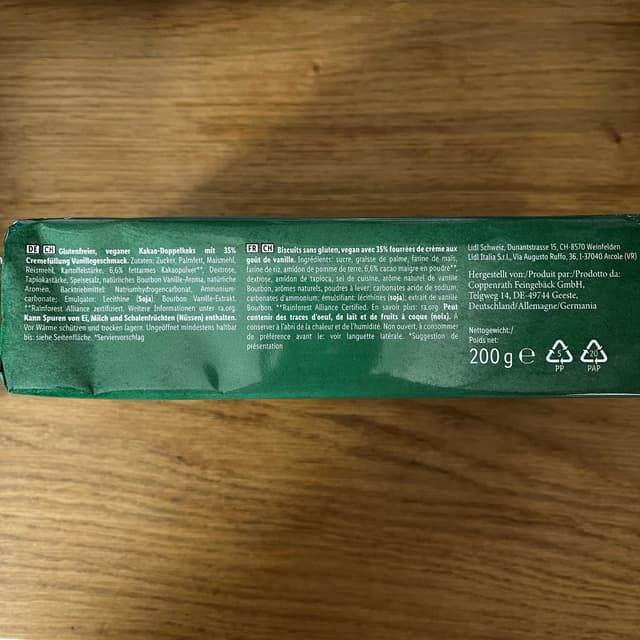 DE CH Glutenfreier, veganer Kakao-Doppelkeks mit 35%
Cremefüllung Vanillegeschmack. Zutaten: Zucker, Palmfett, Maismehl,
Reismehl, Kartoffelstärke, 6,6% fettarmes Kakaopulver**, Dextrose,
Tapiokastärke, Speisesalz, natürliches Bourbon Vanille-Aroma, natürliche
Aromen, Backtriebmittel: Natriumhydrogencarbonat, Ammonium-
carbonate; Emulgator: Lecithine (Soja); Bourbon Vanille-Extrakt.
**Rainforest Alliance zertifiziert. Weitere Informationen unter ra.org.
Kann Spuren von Ei, Milch und Schalenfrüchten (Nüssen) enthalten.
Vor Wärme schützen und trocken lagern. Ungeöffnet mindestens haltbar
bis: siehe Seitenfläche. *Serviervorschlag
FR CH Biscuits sans gluten, vegan avec 35% fourrées de crème aux
goût de vanille. Ingrédients: sucre, graisse de palme, farine de maïs,
farine de riz, amidon de pomme de terre, 6,6% cacao maigre en poudre**,
dextrose, amidon de tapioca, sel de cuisine, arôme naturel de vanille
Bourbon, arômes naturels, poudres à lever: carbonates acide de sodium,
carbonates d'ammonium; émulsifiant: lécithines (soja); extrait de vanille
Bourbon. **Rainforest Alliance Certified. En savoir plus: ra.org. Peut
contenir des traces d'oeuf, de lait et de fruits à coque (noix). A
conserver à l'abri de la chaleur et de l'humidité. Non ouvert, à consommer
de préférence avant le: voir languette latérale. *Suggestion de
présentation
Lidl Schweiz, Dunantstrasse 15, CH-8570 Weinfelden
Lidl Italia S.r.l., Via Augusto Ruffo, 36, I-37040 Arcole (VR)
Hergestellt von:/Produit par:/Prodotto da:
Coppenrath Feingebäck GmbH,
Telgweg 14, DE-49744 Geeste,
Deutschland/Allemagne/Germania
Nettogewicht:/
Poids net:
200 g e
5 PP
20 PAP